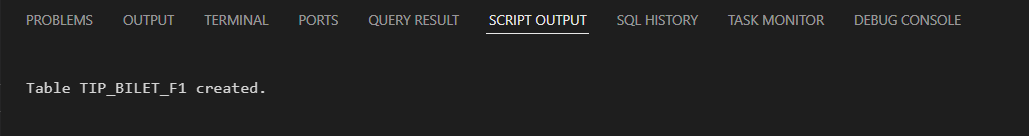 PROBLEMS OUTPUT TERMINAL PORTS QUERY RESULT SCRIPT OUTPUT SQL HISTORY TASK MONITOR DEBUG CONSOLE
Table TIP_BILET_F1 created.